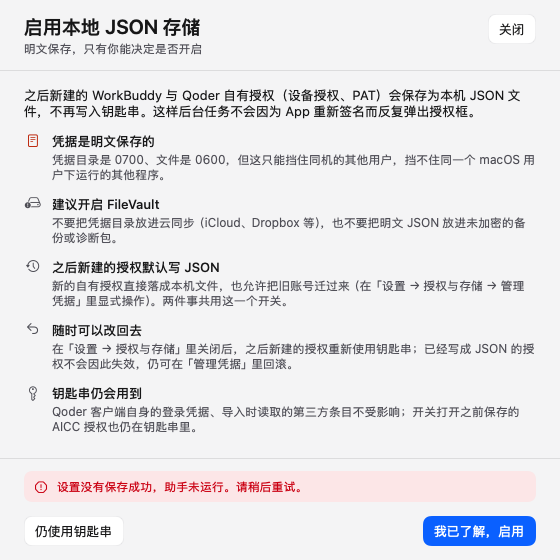 启用本地 JSON 存储
关闭
明文保存，只有你能决定是否开启
之后新建的 WorkBuddy 与 Qoder 自有授权（设备授权、PAT）会保存为本机 JSON 文
件，不再写入钥匙串。这样后台任务不会因为 App 重新签名而反复弹出授权框。
凭据是明文保存的
凭据目录是 0700、文件是 0600，但这只能挡住同机的其他用户，挡不住同一个 macOS 用
户下运行的其他程序。
建议开启 FileVault
不要把凭据目录放进云同步（iCloud、Dropbox 等），也不要把明文 JSON 放进未加密的备
份或诊断包。
之后新建的授权默认写 JSON
新的自有授权直接落成本机文件，也允许把旧账号迁过来（在「设置 → 授权与存储 → 管理
凭据」里显式操作）。两件事共用这一个开关。
随时可以改回去
在「设置 → 授权与存储」里关闭后，之后新建的授权重新使用钥匙串；已经写成 JSON 的授
权不会因此失效，仍可在「管理凭据」里回滚。
钥匙串仍会用到
Qoder 客户端自身的登录凭据、导入时读取的第三方条目不受影响；开关打开之前保存的
AICC 授权也仍在钥匙串里。
设置没有保存成功，助手未运行。请稍后重试。
仍使用钥匙串
我已了解，启用